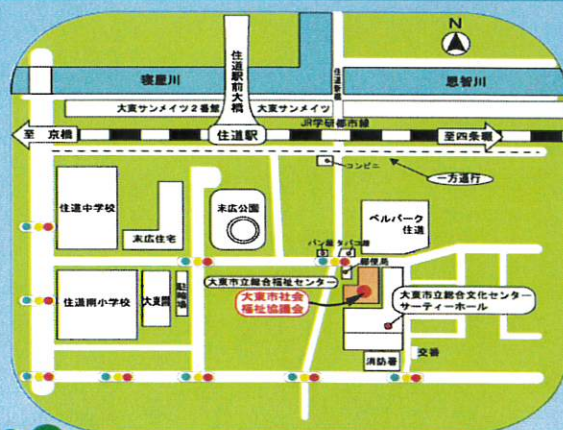 N
寝屋川
住道駅前大橋
住道新橋
恩智川
大東サンメイツ2番館
大東サンメイツ
JR学研都市線
至 京橋
住道駅
至四条畷
コンビニ
一方通行
住道中学校
末広住宅
末広公園
ベルパーク
住道
パン屋
タバコ屋
郵便局
大東市立総合福祉センター
大東市社会
福祉協議会
大東市立総合文化センター
サーティーホール
住道南小学校
大東園
駐輪場
消防署
交番